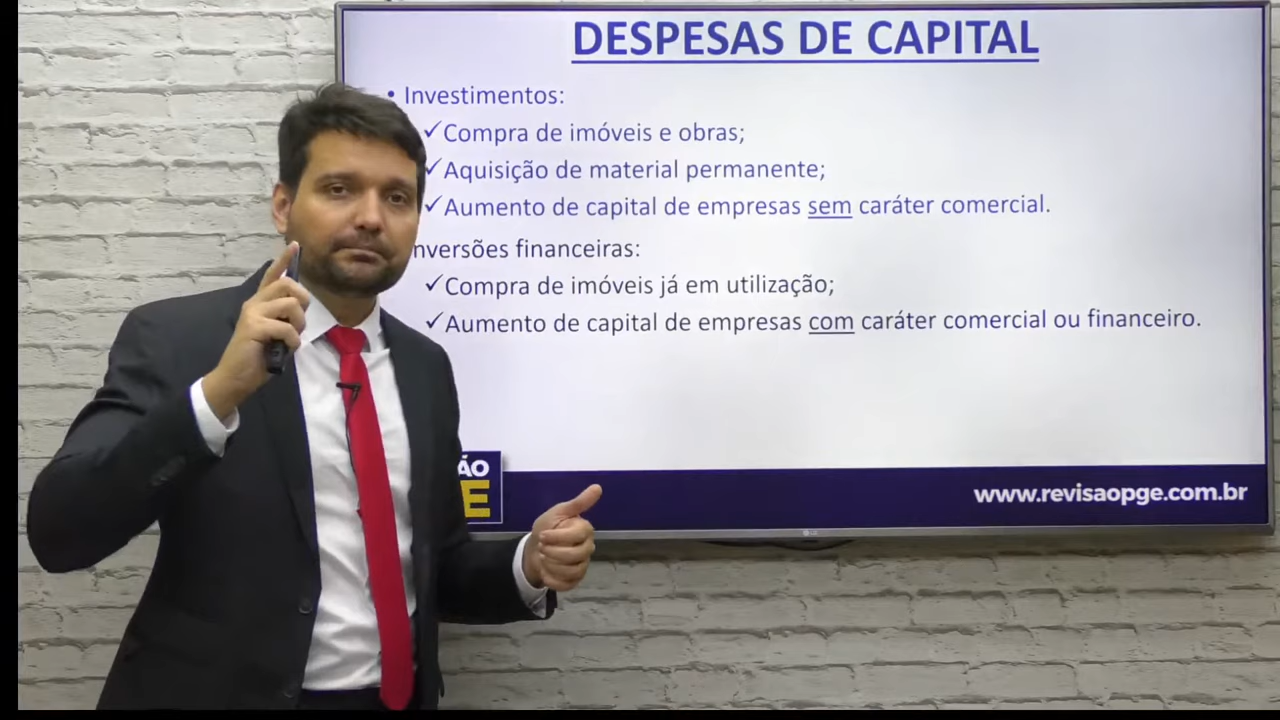 DESPESAS DE CAPITAL
• Investimentos:
✓Compra de imóveis e obras;
✓Aquisição de material permanente;
✓Aumento de capital de empresas sem caráter comercial.
nversões financeiras:
✓Compra de imóveis já em utilização;
✓Aumento de capital de empresas com caráter comercial ou financeiro.
ÃO
E
www.revisaopge.com.br
LG